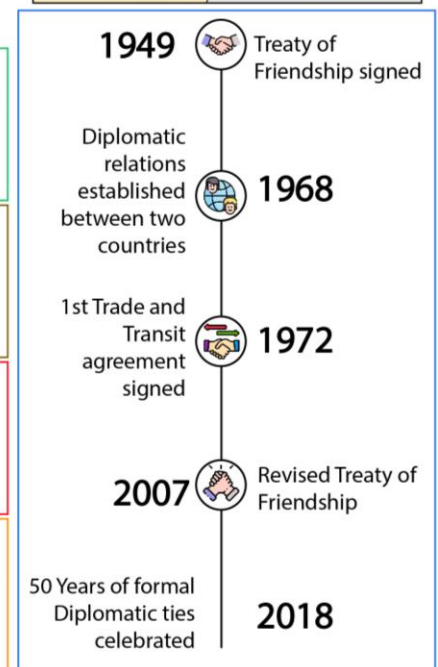 1949
Treaty of
Friendship signed
Diplomatic
relations
established
between two
countries
1968
1st Trade and
Transit
agreement
signed
1972
2007
Revised Treaty of
Friendship
50 Years of formal
Diplomatic ties
celebrated
2018